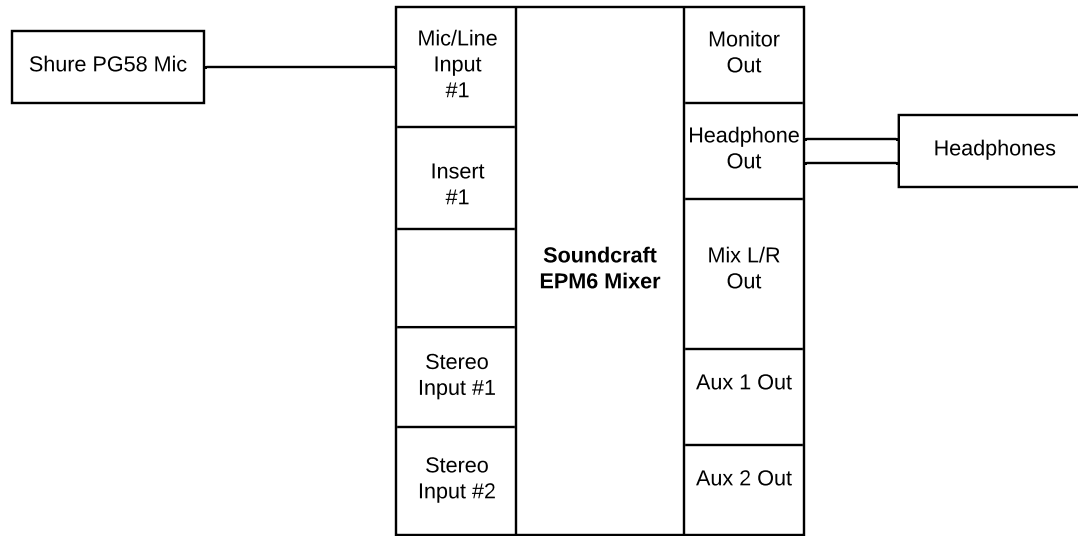 Shure PG58 Mic
Mic/Line
Input
#1
Insert
#1
Stereo
Input #1
Stereo
Input #2
Soundcraft
EPM6 Mixer
Monitor
Out
Headphone
Out
Mix L/R
Out
Aux 1 Out
Aux 2 Out
Headphones